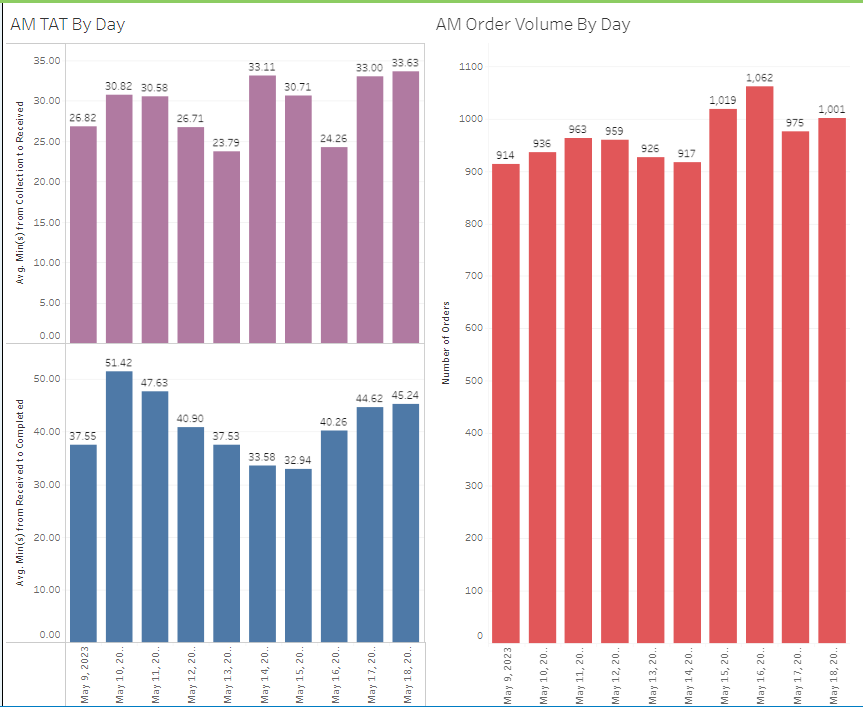 AM TAT By Day
Avg. Min(s) from Collection to Received
35.00
30.00
25.00
20.00
15.00
10.00
5.00
0.00
26.82
30.82
30.58
26.71
23.79
33.11
30.71
24.26
33.00
33.63
Avg. Min(s) from Received to Completed
50.00
40.00
30.00
20.00
10.00
0.00
37.55
51.42
47.63
40.90
37.53
33.58
32.94
40.26
44.62
45.24
May 9, 2023
May 10, 20..
May 11, 20..
May 12, 20..
May 13, 20..
May 14, 20..
May 15, 20..
May 16, 20..
May 17, 20..
May 18, 20..
AM Order Volume By Day
Number of Orders
1100
1000
900
800
700
600
500
400
300
200
100
0
914
936
963
959
926
917
1,019
1,062
975
1,001
May 9, 2023
May 10, 20..
May 11, 20..
May 12, 20..
May 13, 20..
May 14, 20..
May 15, 20..
May 16, 20..
May 17, 20..
May 18, 20..